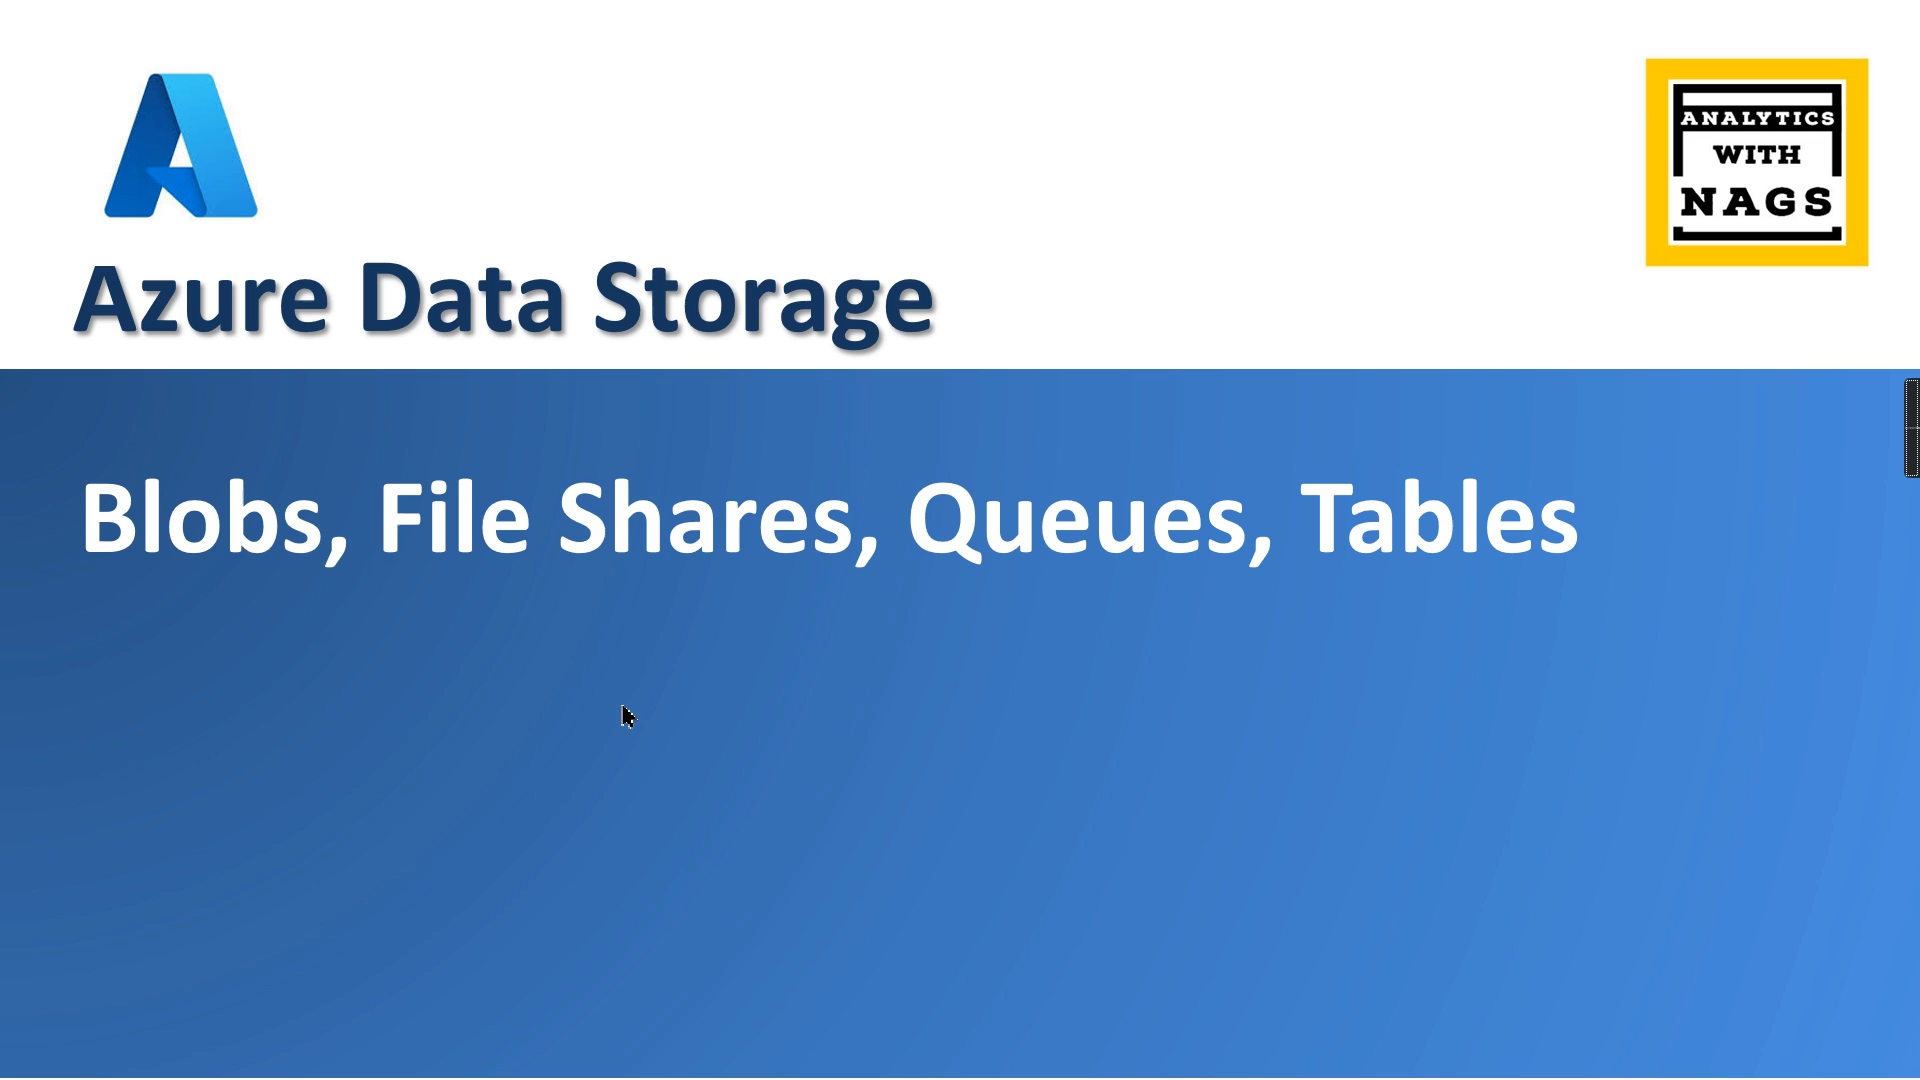 ANALYTICS
WITH
NAGS
Azure Data Storage
Blobs, File Shares, Queues, Tables